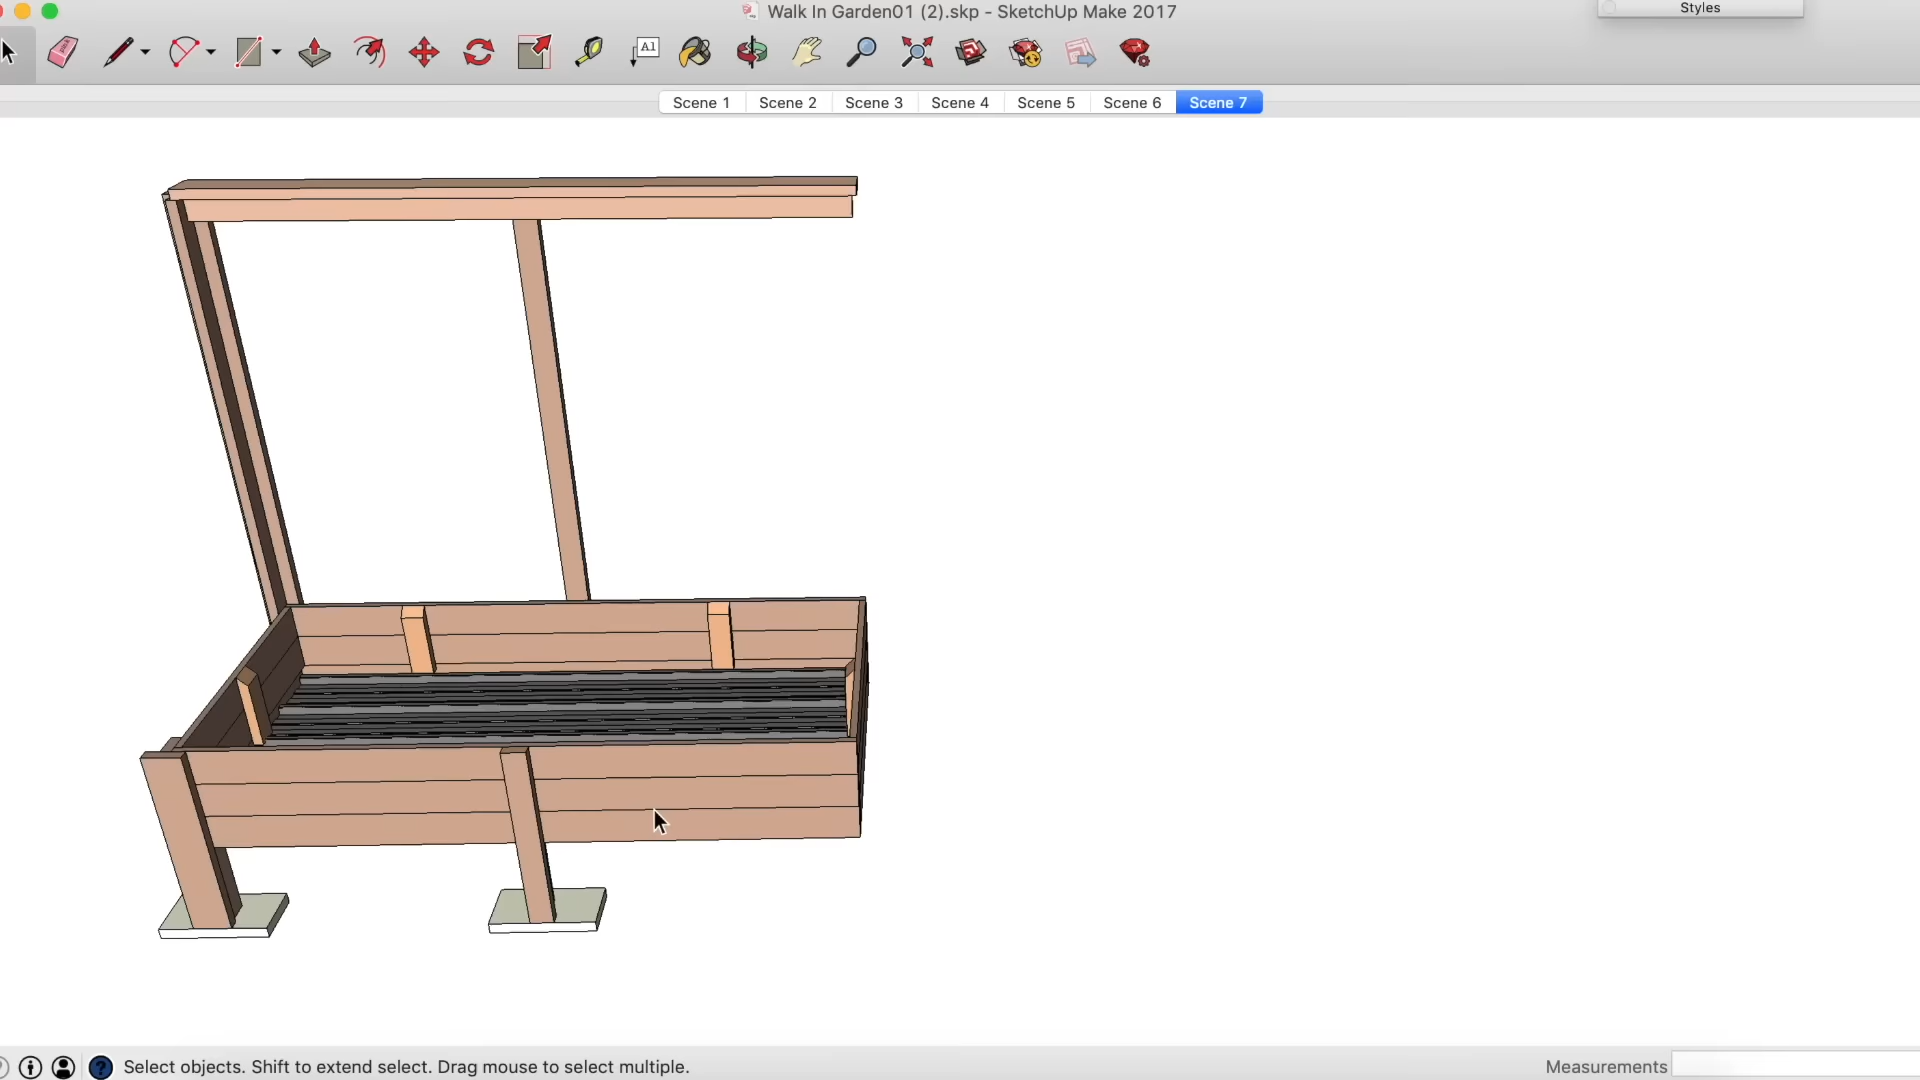 Walk In Garden01 (2).skp - SketchUp Make 2017
Styles
A1
Scene 1
Scene 2
Scene 3
Scene 4
Scene 5
Scene 6
Scene 7
Select objects. Shift to extend select. Drag mouse to select multiple.
Measurements